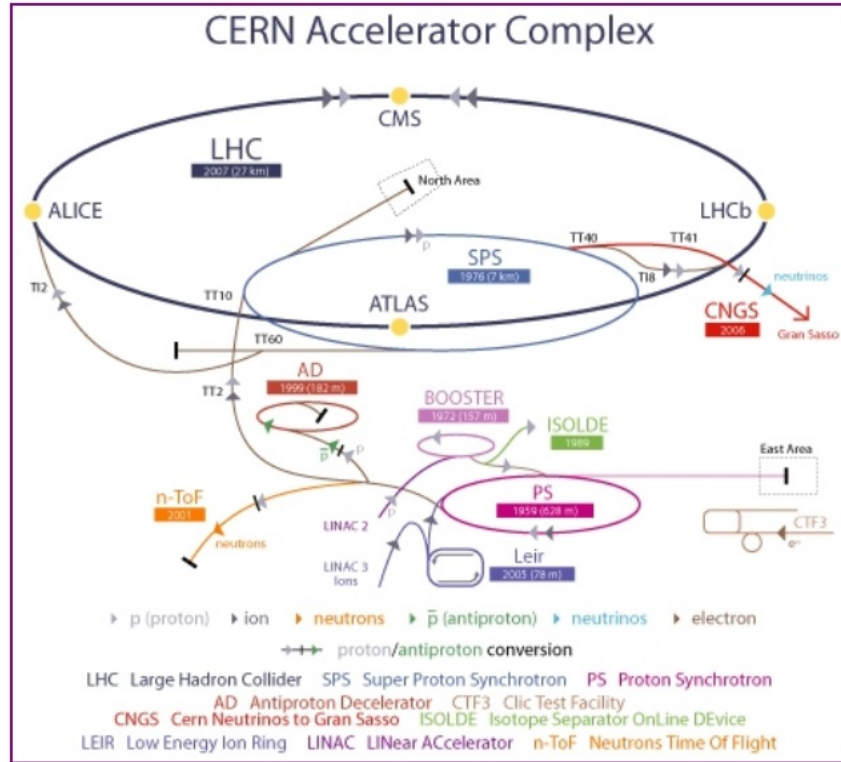 CERN Accelerator Complex
CMS
LHC
2007 (27 km)
North Area
ALICE
LHCb
TT40
TT41
SPS
1976 (7 km)
p
TI8
neutrinos
TI2
TT10
ATLAS
CNGS
2006
Gran Sasso
TT60
AD
1999 (182 m)
TT2
BOOSTER
1972 (157 m)
ISOLDE
1989
p̅
p
East Area
n-ToF
2001
PS
1959 (628 m)
LINAC 2
p
neutrons
CTF3
e⁻
LINAC 3
Ions
Leir
2005 (78 m)
p (proton) ion neutrons p̅ (antiproton) neutrinos electron
proton/antiproton conversion
LHC Large Hadron Collider SPS Super Proton Synchrotron PS Proton Synchrotron
AD Antiproton Decelerator CTF3 Clic Test Facility
CNGS Cern Neutrinos to Gran Sasso ISOLDE Isotope Separator OnLine DEvice
LEIR Low Energy Ion Ring LINAC LINear ACcelerator n-ToF Neutrons Time Of Flight